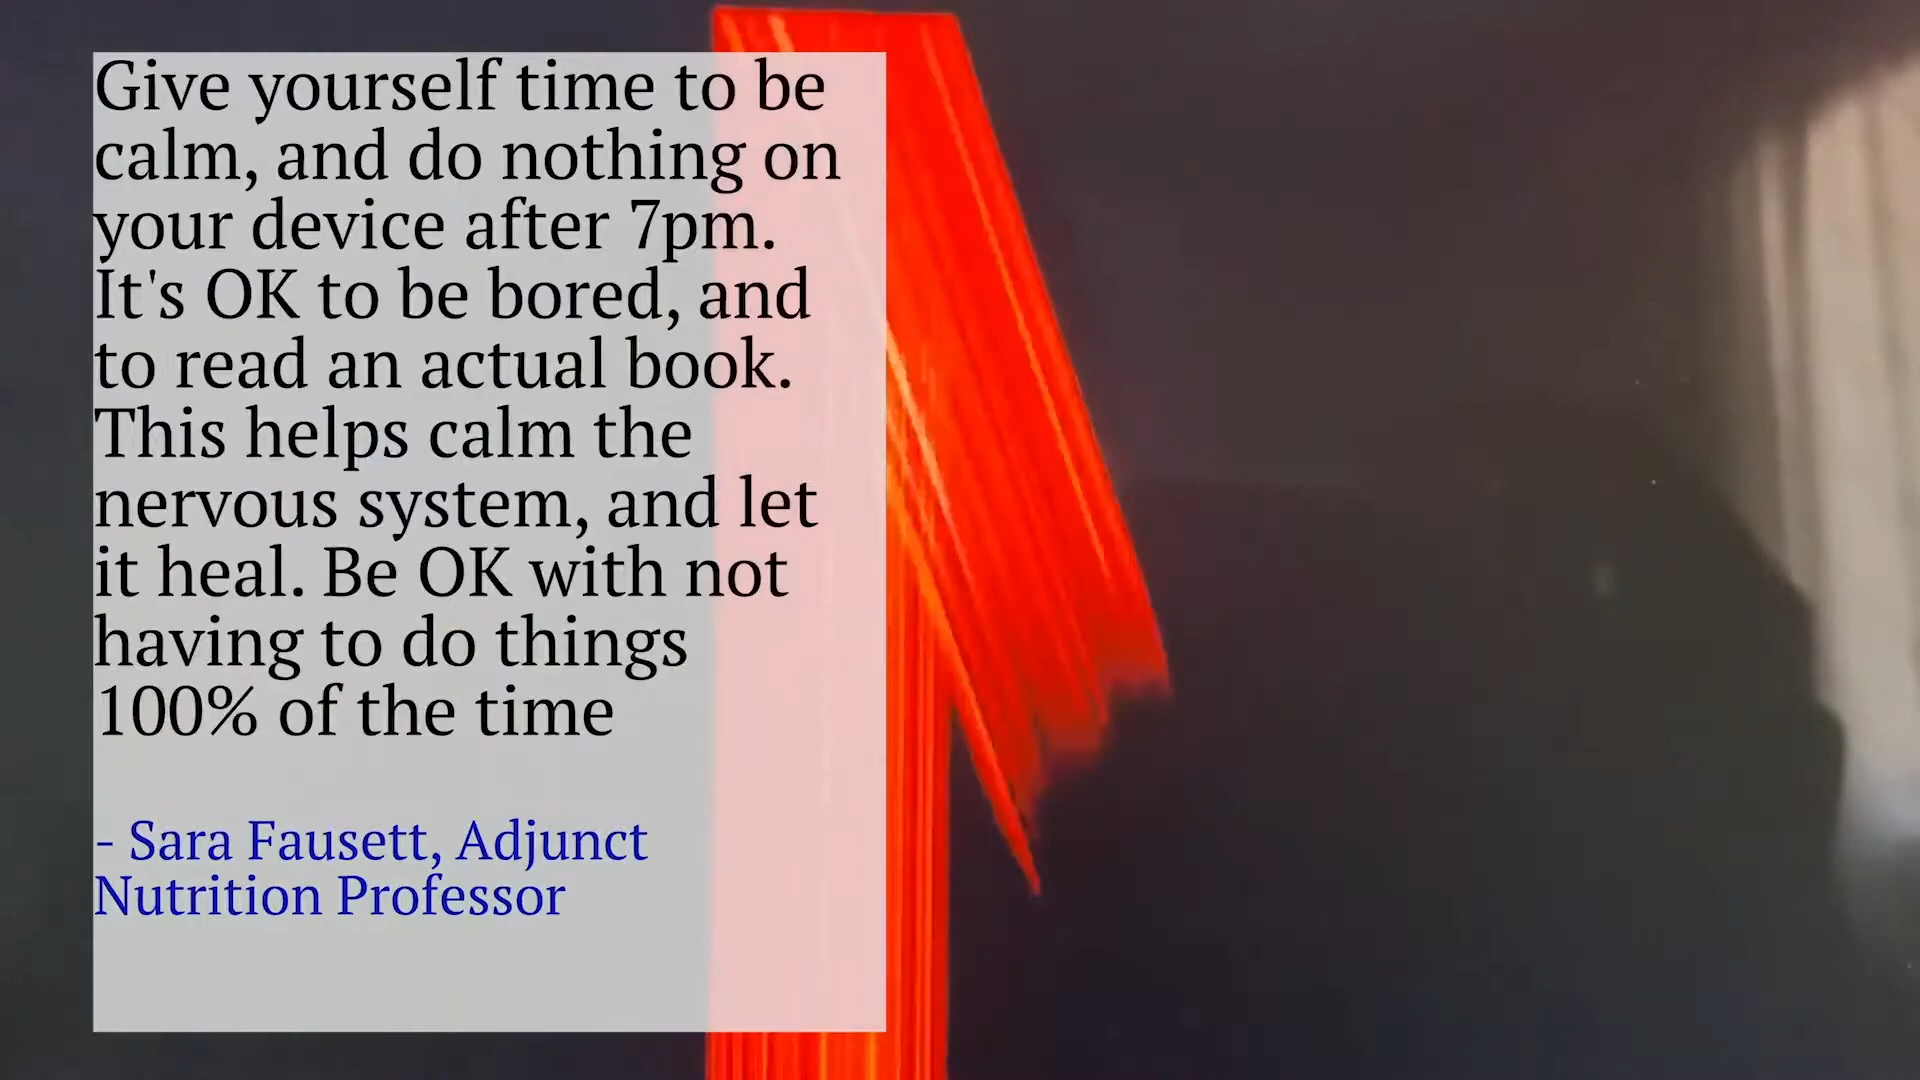 Give yourself time to be
calm, and do nothing on
your device after 7pm.
It's OK to be bored, and
to read an actual book.
This helps calm the
nervous system, and let
it heal. Be OK with not
having to do things
100% of the time
- Sara Fausett, Adjunct
Nutrition Professor